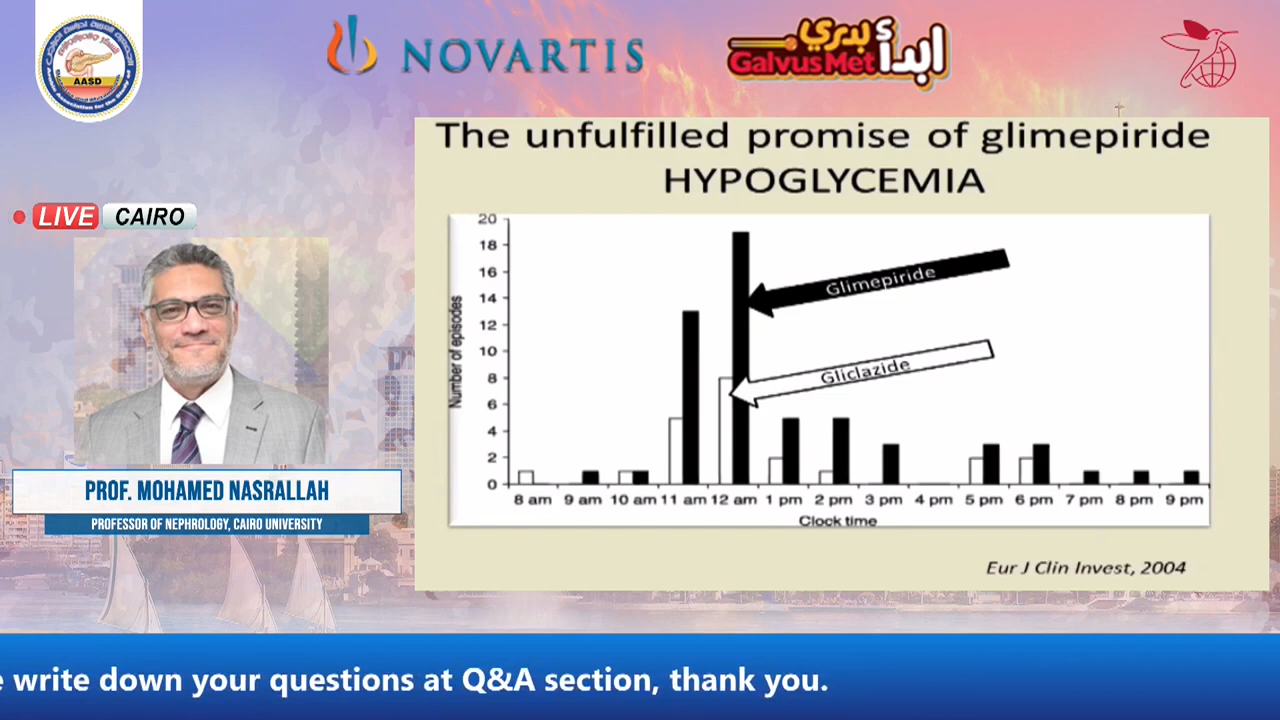 AASD
NOVARTIS
ابدأ بدري
GalvusMet
LIVE CAIRO
PROF. MOHAMED NASRALLAH
PROFESSOR OF NEPHROLOGY, CAIRO UNIVERSITY
The unfulfilled promise of glimepiride
HYPOGLYCEMIA
Number of episodes
20
18
16
14
12
10
8
6
4
2
0
Glimepiride
Gliclazide
8 am 9 am 10 am 11 am 12 am 1 pm 2 pm 3 pm 4 pm 5 pm 6 pm 7 pm 8 pm 9 pm
Clock time
Eur J Clin Invest, 2004
e write down your questions at Q&A section, thank you.